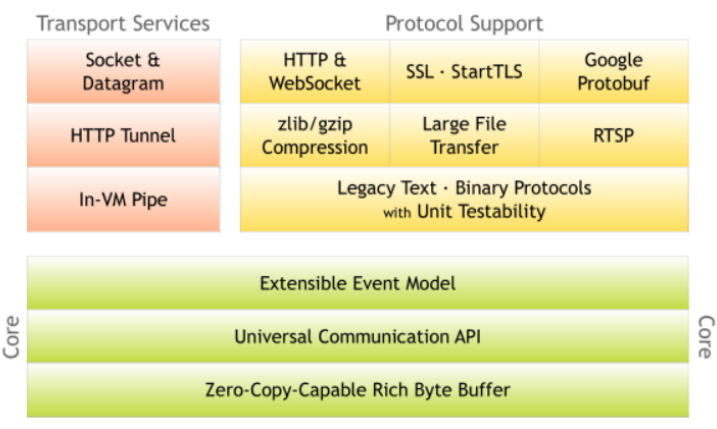 Transport Services
Protocol Support
Socket &
Datagram
HTTP Tunnel
In-VM Pipe
HTTP &
WebSocket
SSL · StartTLS
Google
Protobuf
zlib/gzip
Compression
Large File
Transfer
RTSP
Legacy Text · Binary Protocols
with Unit Testability
Core
Extensible Event Model
Universal Communication API
Zero-Copy-Capable Rich Byte Buffer
Core